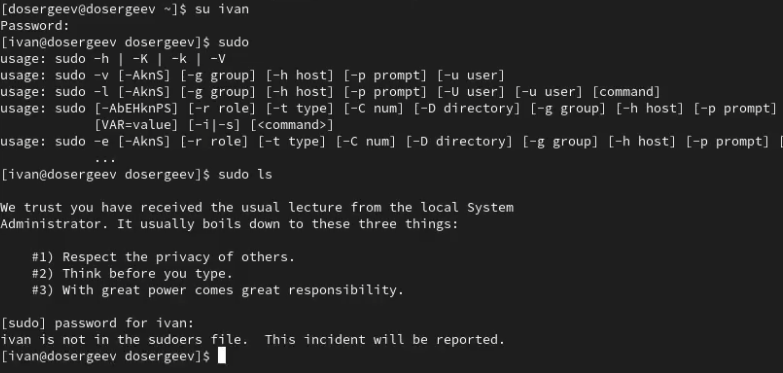 [dosergeev@dosergeev ~]$ su ivan
Password:
[ivan@dosergeev dosergeev]$ sudo
usage: sudo -h | -K | -k | -V
usage: sudo -v [-AknS] [-g group] [-h host] [-p prompt] [-u user]
usage: sudo -l [-AknS] [-g group] [-h host] [-p prompt] [-U user] [-u user] [command]
usage: sudo [-AbEHknPS] [-r role] [-t type] [-C num] [-D directory] [-g group] [-h host] [-p prompt]
[VAR=value] [-i|-s] [<command>]
usage: sudo -e [-AknS] [-r role] [-t type] [-C num] [-D directory] [-g group] [-h host] [-p prompt] [
...
[ivan@dosergeev dosergeev]$ sudo ls
We trust you have received the usual lecture from the local System
Administrator. It usually boils down to these three things:
#1) Respect the privacy of others.
#2) Think before you type.
#3) With great power comes great responsibility.
[sudo] password for ivan:
ivan is not in the sudoers file.  This incident will be reported.
[ivan@dosergeev dosergeev]$